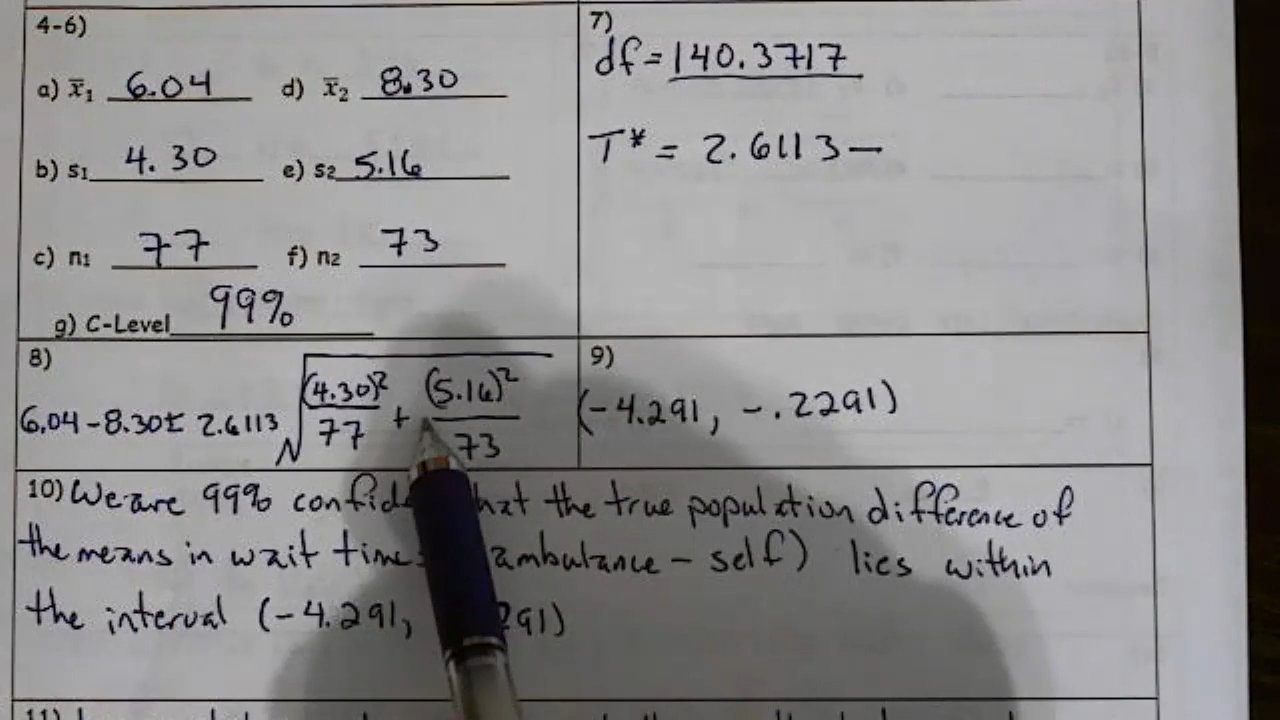 4-6)
a) x̄1 6.04 d) x̄2 8.30
b) s1 4.30 e) s2 5.16
c) n1 77 f) n2 73
g) C-Level 99%
7)
df = 140.3717
T* = 2.6113 –
8)
6.04 - 8.30 ± 2.6113 √((4.30)²/77 + (5.16)²/73)
9)
(-4.291, -.2291)
10) We are 99% that the true population difference of
the means in wait ambulance - self) lies within
the interval (-4.291, 291)